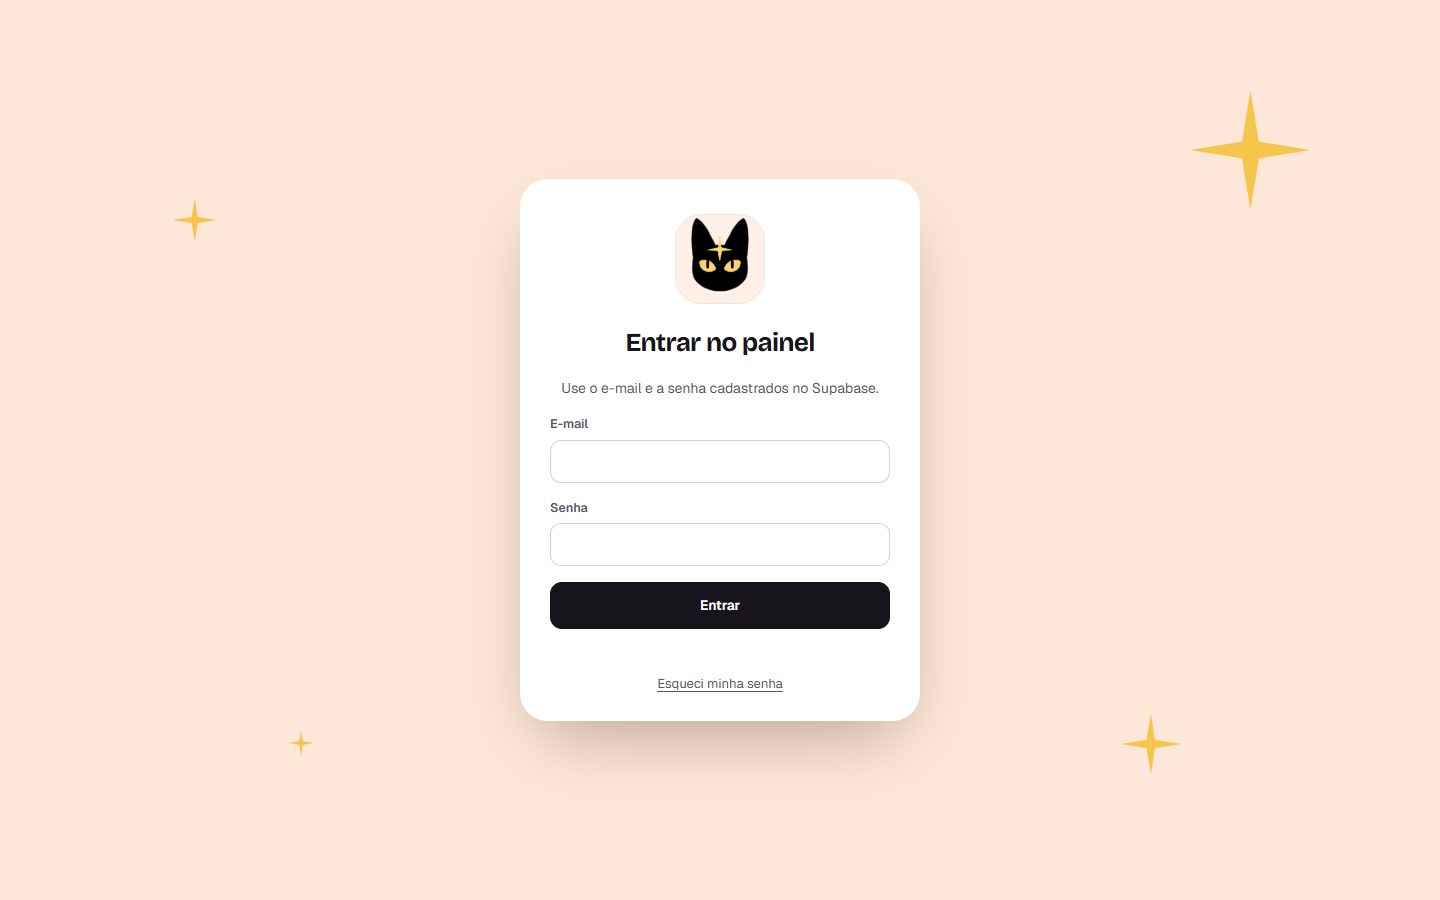 Entrar no painel
Use o e-mail e a senha cadastrados no Supabase.
E-mail
Senha
Entrar
Esqueci minha senha